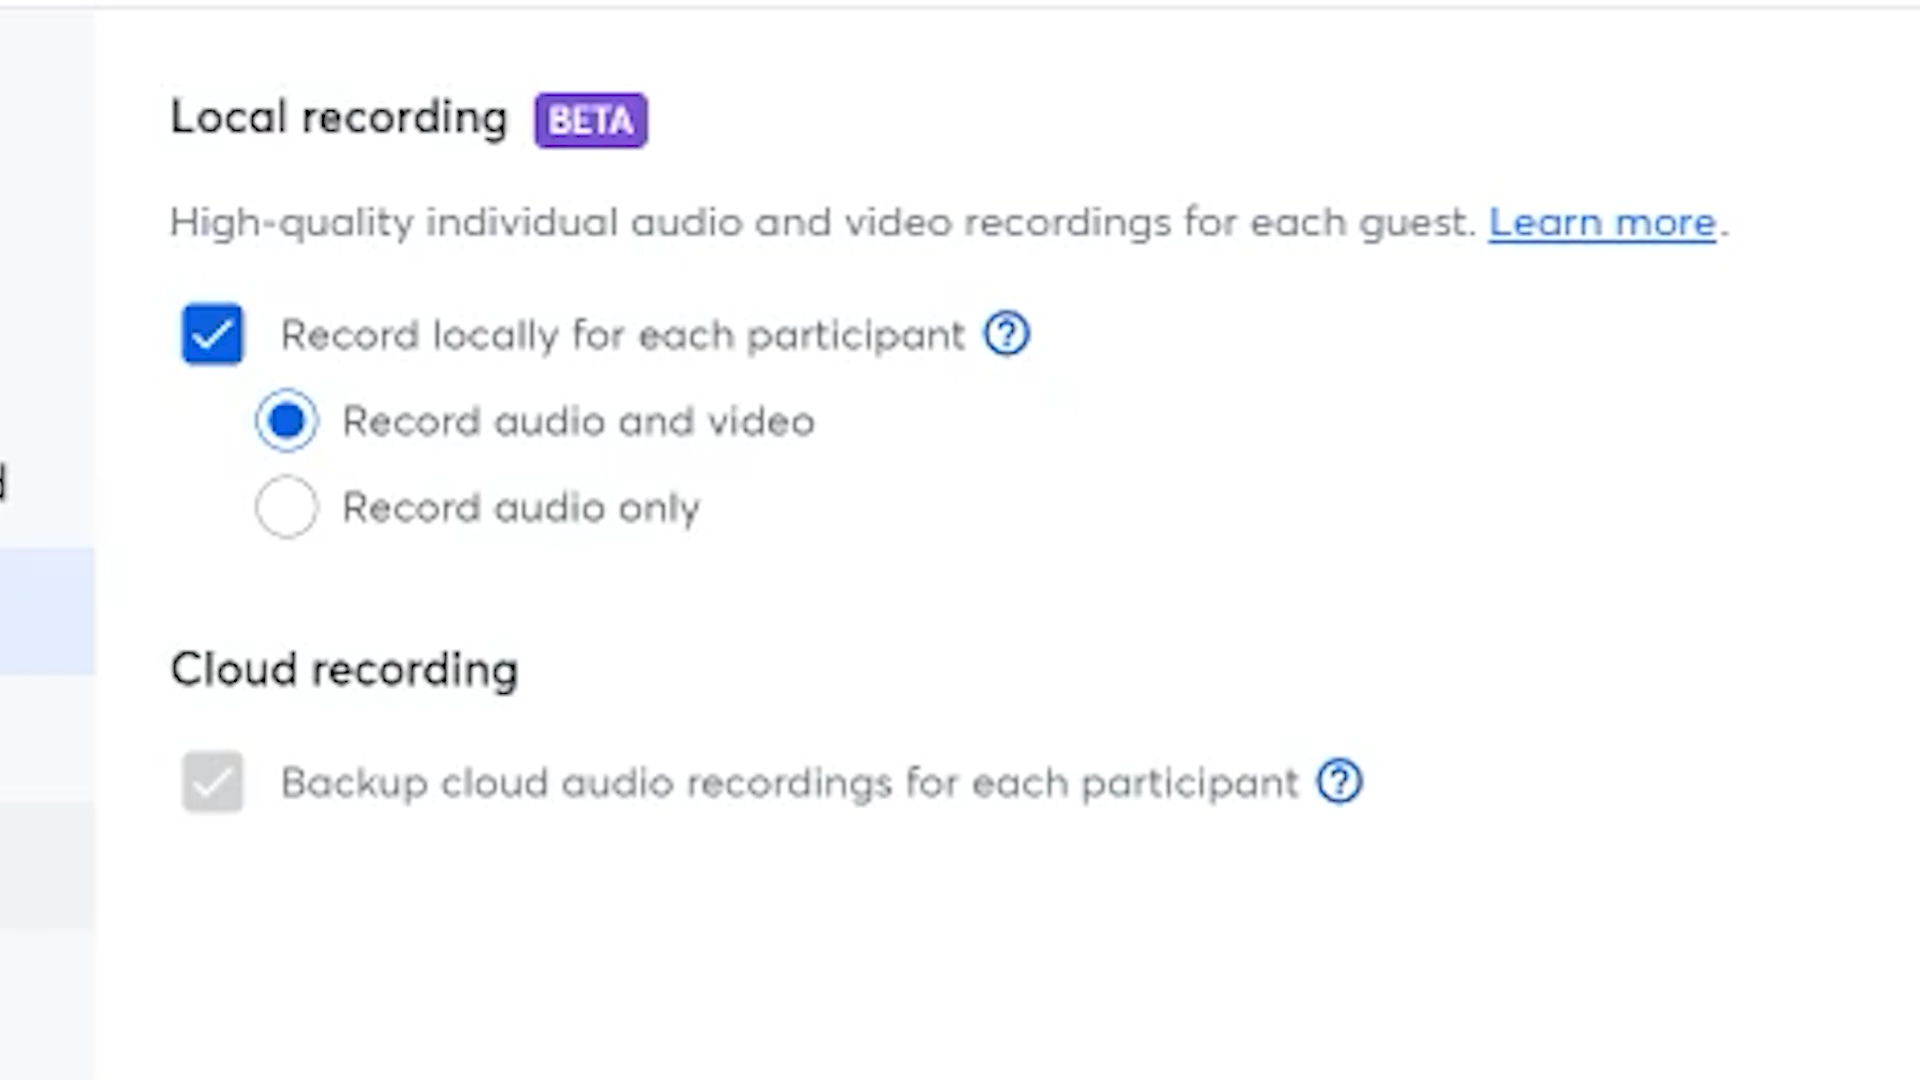 Local recording BETA
High-quality individual audio and video recordings for each guest. Learn more.
Record locally for each participant
Record audio and video
Record audio only
Cloud recording
Backup cloud audio recordings for each participant